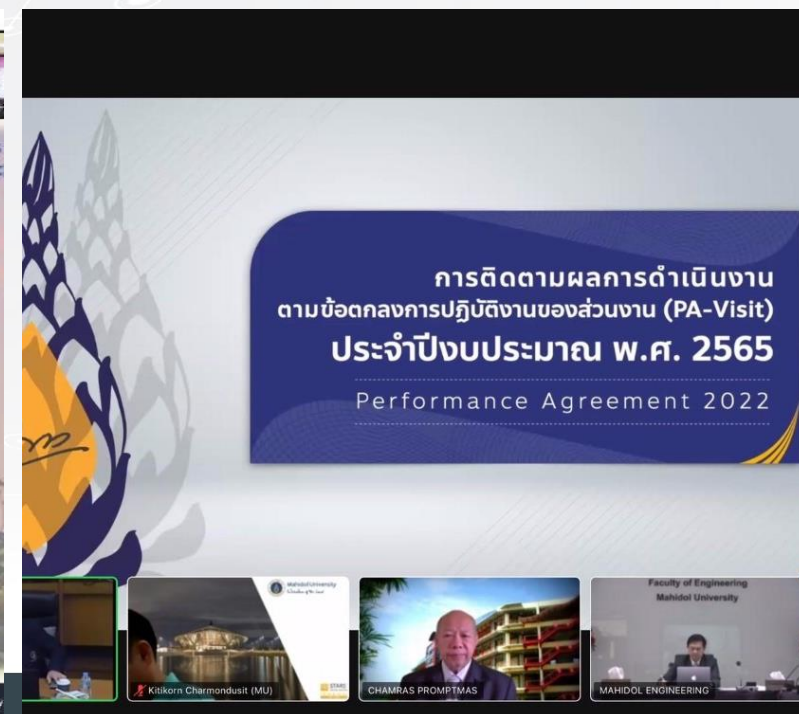 การติดตามผลการดำเนินงาน
ตามข้อตกลงการปฏิบัติงานของส่วนงาน (PA-Visit)
ประจำปีงบประมาณ พ.ศ. 2565
Performance Agreement 2022
Mahidol University
Faculty of Engineering
Mahidol University
Kitikorn Charmondusit (MU)
CHAMRAS PROMPTMAS
MAHIDOL ENGINEERING